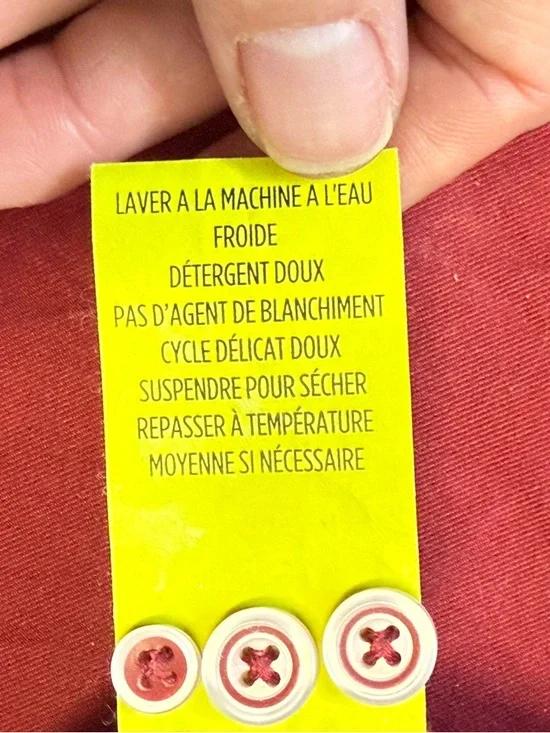 LAVER A LA MACHINE A L'EAU
FROIDE
DÉTERGENT DOUX
PAS D'AGENT DE BLANCHIMENT
CYCLE DÉLICAT DOUX
SUSPENDRE POUR SÉCHER
REPASSER À TEMPÉRATURE
MOYENNE SI NÉCESSAIRE